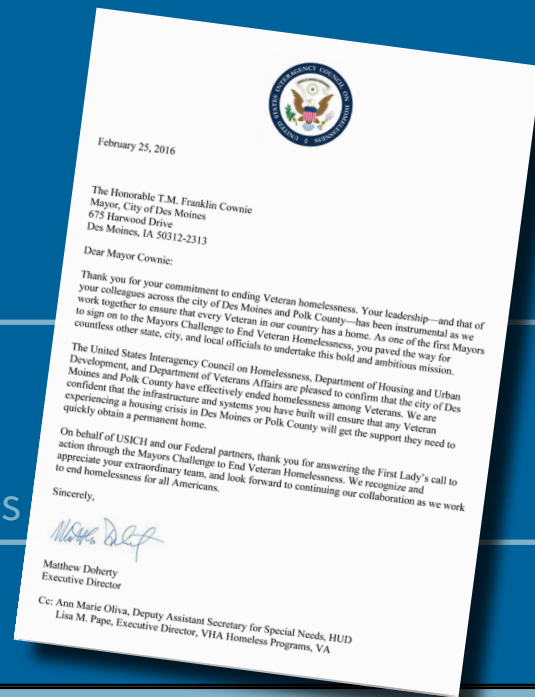 UNITED STATES INTERAGENCY COUNCIL ON HOMELESSNESS
February 25, 2016
The Honorable T.M. Franklin Cownie
Mayor, City of Des Moines
675 Harwood Drive
Des Moines, IA 50312-2313
Dear Mayor Cownie:
Thank you for your commitment to ending Veteran homelessness. Your leadership—and that of
your colleagues across the city of Des Moines and Polk County—has been instrumental as we
work together to ensure that every Veteran in our country has a home. As one of the first Mayors
to sign on to the Mayors Challenge to End Veteran Homelessness, you paved the way for
countless other state, city, and local officials to undertake this bold and ambitious mission.
The United States Interagency Council on Homelessness, Department of Housing and Urban
Development, and Department of Veterans Affairs are pleased to confirm that the city of Des
Moines and Polk County have effectively ended homelessness among Veterans. We are
confident that the infrastructure and systems you have built will ensure that any Veteran
experiencing a housing crisis in Des Moines or Polk County will get the support they need to
quickly obtain a permanent home.
On behalf of USICH and our Federal partners, thank you for answering the First Lady's call to
action through the Mayors Challenge to End Veteran Homelessness. We recognize and
appreciate your extraordinary team, and look forward to continuing our collaboration as we work
to end homelessness for all Americans.
Sincerely,
s
Matthew Doherty
Executive Director
Cc: Ann Marie Oliva, Deputy Assistant Secretary for Special Needs, HUD
Lisa M. Pape, Executive Director, VHA Homeless Programs, VA